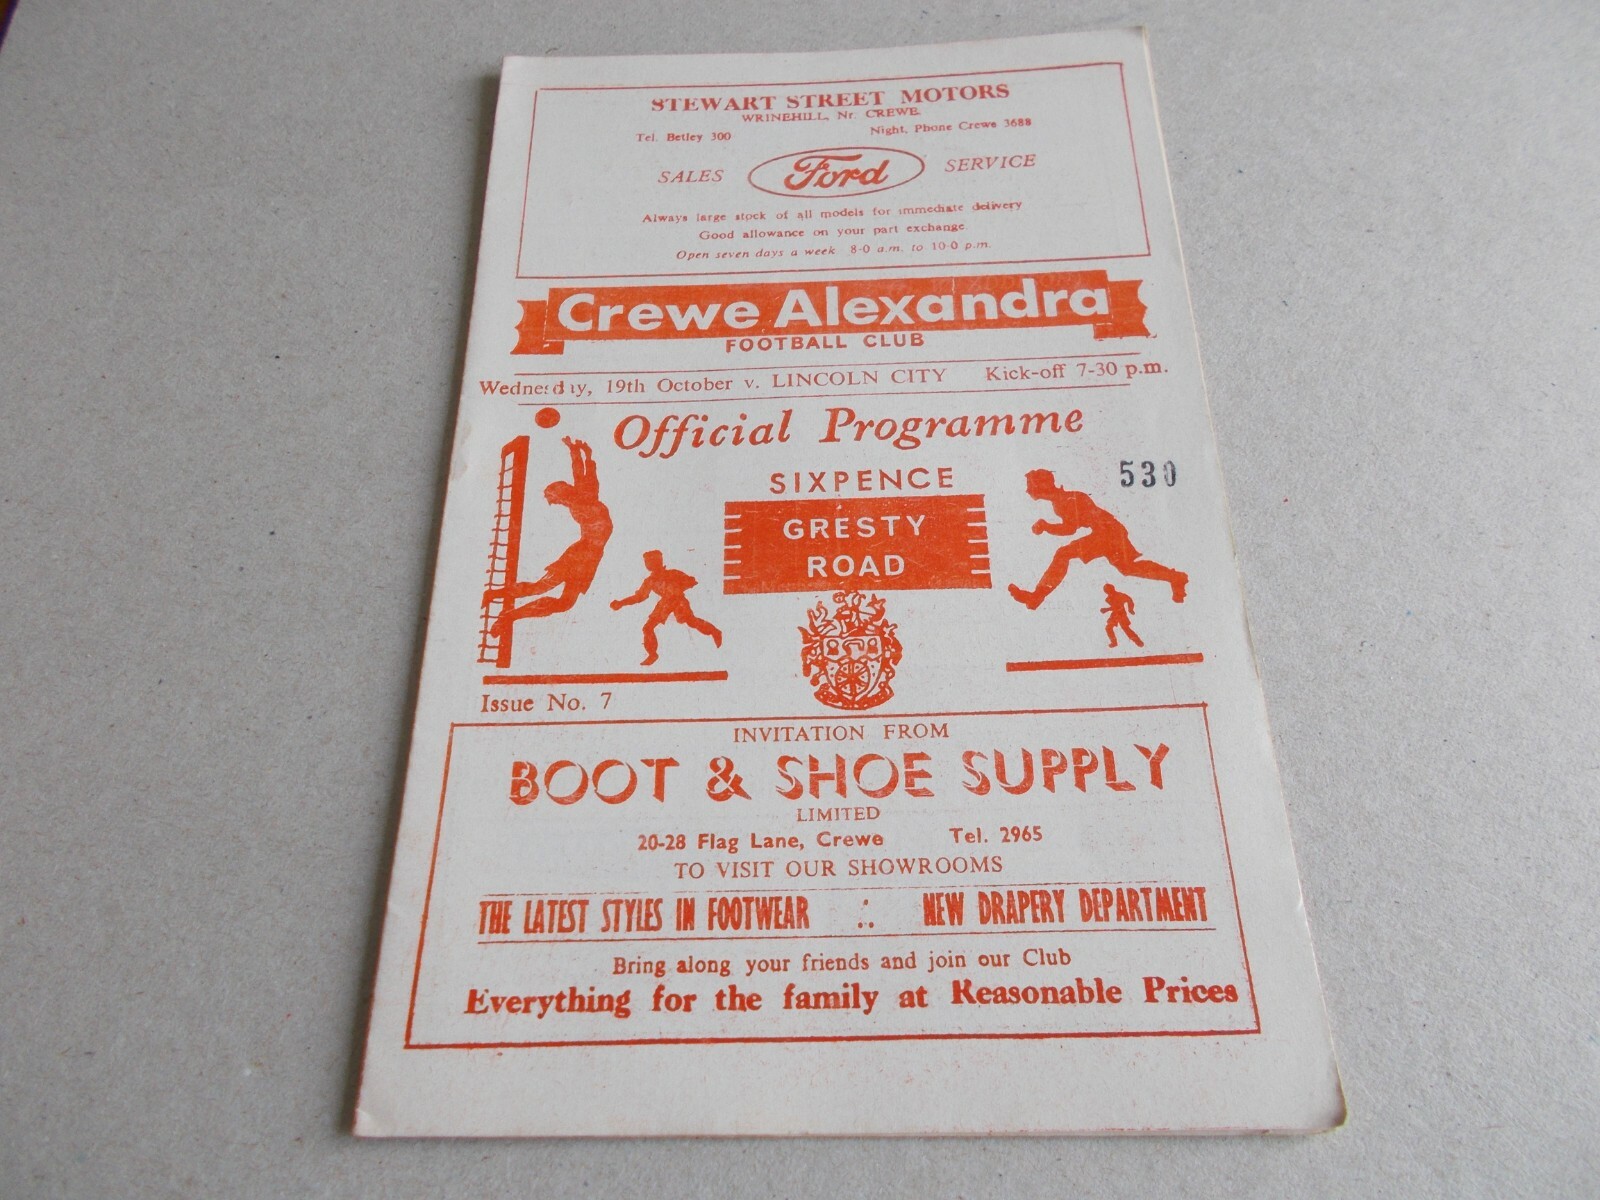 STEWART STREET MOTORS
WRINEHILL, Nr. CREWE.
Tel. Betley 300 Night, Phone Crewe 3688
SALES Ford SERVICE
Always large stock of all models for immediate delivery
Good allowance on your part exchange.
Open seven days a week 8-0 a.m. to 10-0 p.m.
Crewe Alexandra
FOOTBALL CLUB
Wednesday, 19th October v. LINCOLN CITY Kick-off 7-30 p.m.
Official Programme
SIXPENCE
530
GRESTY
ROAD
Issue No. 7
INVITATION FROM
BOOT & SHOE SUPPLY
LIMITED
20-28 Flag Lane, Crewe Tel. 2965
TO VISIT OUR SHOWROOMS
THE LATEST STYLES IN FOOTWEAR .:. NEW DRAPERY DEPARTMENT
Bring along your friends and join our Club
Everything for the family at Reasonable Prices